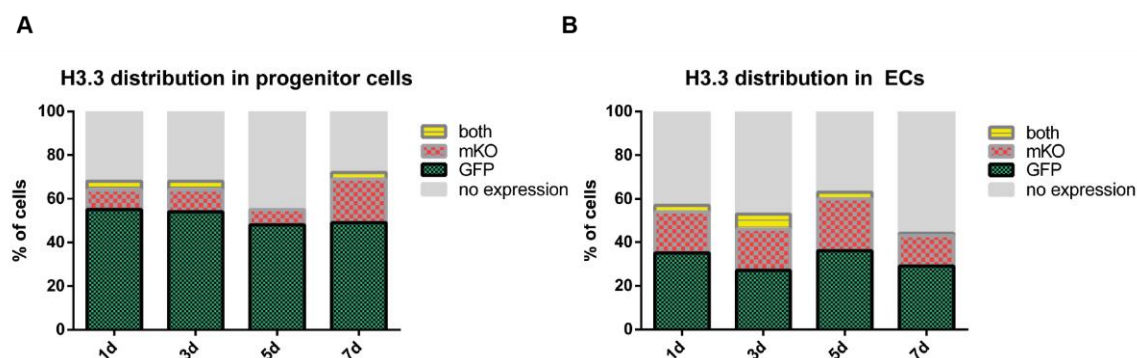 A
H3.3 distribution in progenitor cells
% of cells
100
80
60
40
20
0
1d
3d
5d
7d
both
mKO
GFP
no expression
B
H3.3 distribution in ECs
% of cells
100
80
60
40
20
0
1d
3d
5d
7d
both
mKO
GFP
no expression